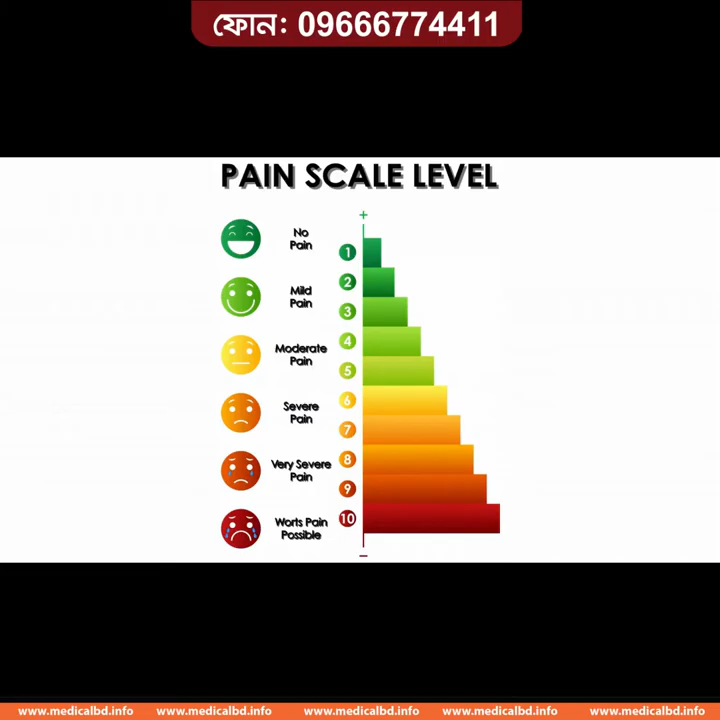 ফোনঃ 09666774411
PAIN SCALE LEVEL
+
No
Pain
1
2
Mild
Pain
3
4
Moderate
Pain
5
6
Severe
Pain
7
8
Very Severe
Pain
9
10
Worts Pain
Possible
−
www.medicalbd.info www.medicalbd.info www.medicalbd.info www.medicalbd.info www.medicalbd.info